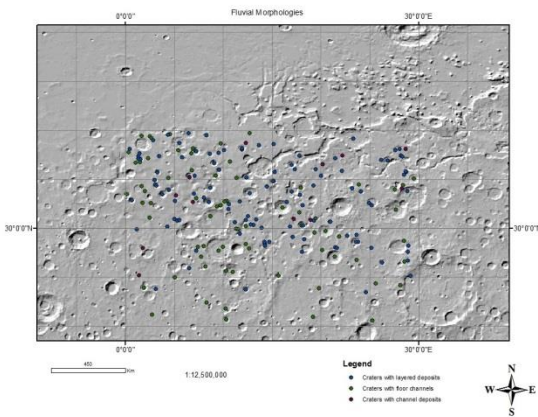 Fluvial Morphologies
0°0'0"
30°0'0"E
30°0'0"N
30°0'0"N
0°0'0"
30°0'0"E
Km
1:12,500,000
Legend
Craters with layered deposits
Craters with floor channels
Craters with channel deposits
N
W E
S